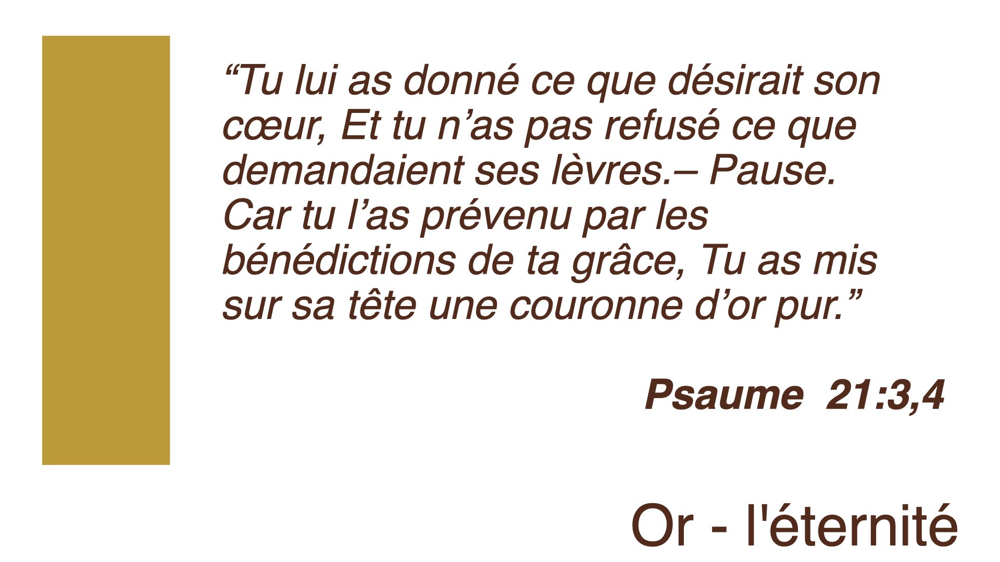 “Tu lui as donné ce que désirait son
cœur, Et tu n’as pas refusé ce que
demandaient ses lèvres.– Pause.
Car tu l’as prévenu par les
bénédictions de ta grâce, Tu as mis
sur sa tête une couronne d’or pur.”
Psaume  21:3,4
Or - l'éternité